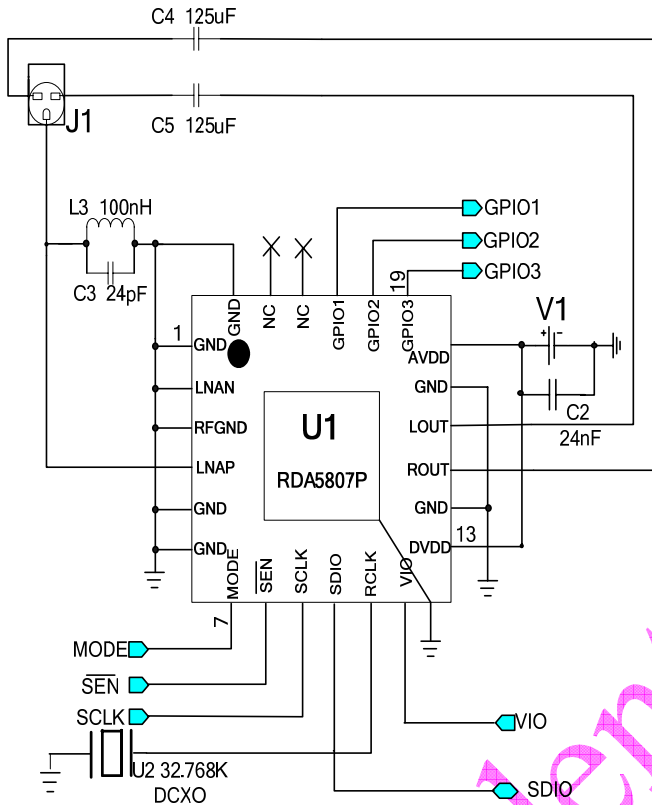 C4 125uF
C5 125uF
J1
L3 100nH
C3 24pF
GPIO1
GPIO2
GPIO3
19
V1
+ -
C2
24nF
GND
NC
NC
GPIO1
GPIO2
GPIO3
1
GND
LNAN
RFGND
LNAP
GND
GND
U1
RDA5807P
AVDD
GND
LOUT
ROUT
GND
DVDD
13
MODE
SEN
SCLK
SDIO
RCLK
VIO
7
MODE
SEN
SCLK
VIO
SDIO
U2 32.768K
DCXO